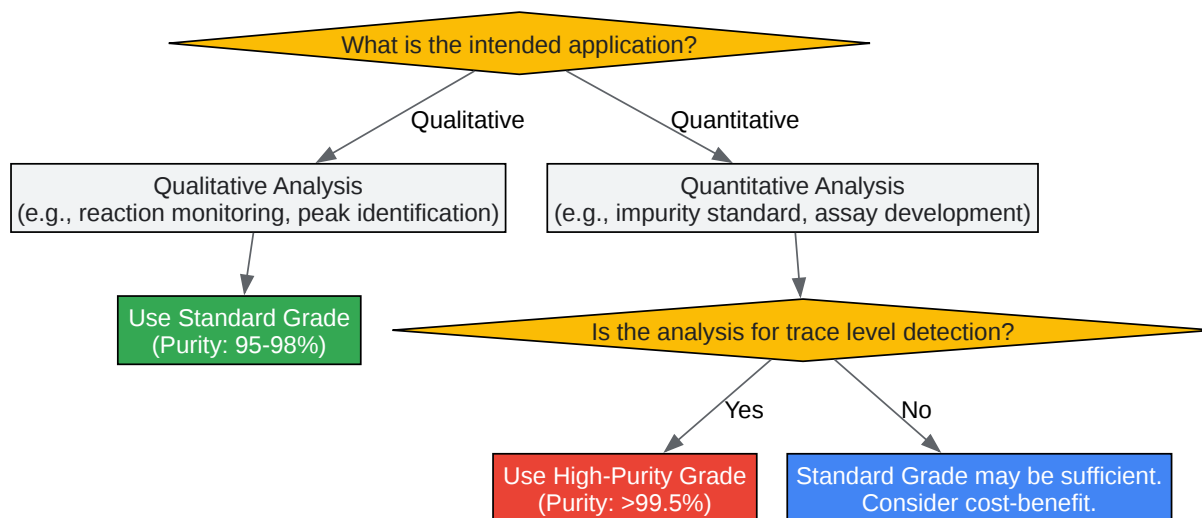 What is the intended application?
Qualitative
Quantitative
Qualitative Analysis
(e.g., reaction monitoring, peak identification)
Quantitative Analysis
(e.g., impurity standard, assay development)
Use Standard Grade
(Purity: 95-98%)
Is the analysis for trace level detection?
Yes
No
Use High-Purity Grade
(Purity: >99.5%)
Standard Grade may be sufficient.
Consider cost-benefit.